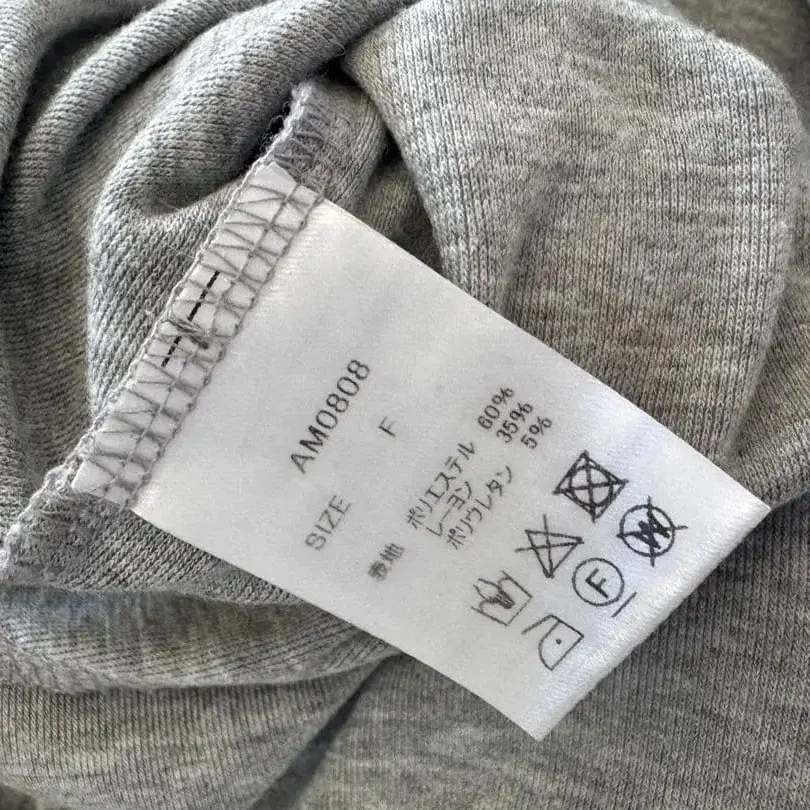 AM0808
SIZE F
表地 ポリエステル 60%
レーヨン 35%
ポリウレタン 5%
W
F